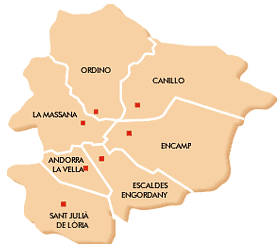 ORDINO
CANILLO
LA MASSANA
ENCAMP
ANDORRA
LA VELLA
ESCALDES
ENGORDANY
SANT JULIÀ
DE LÒRIA